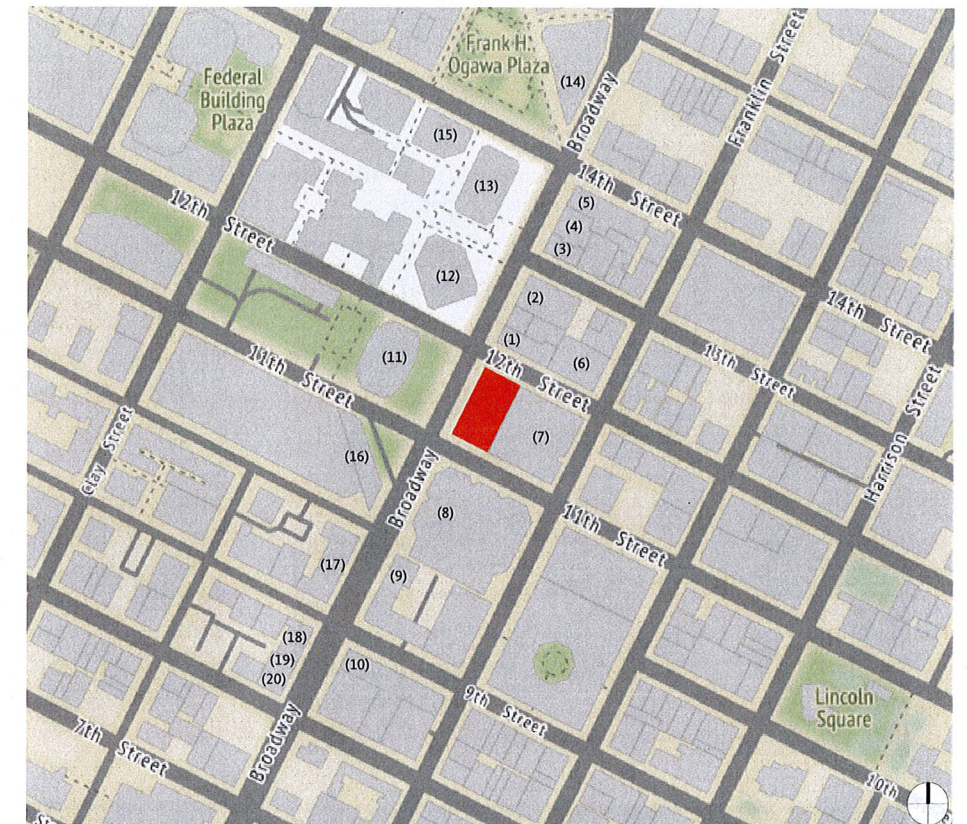 Frank H.
Ogawa Plaza
(14)
Broadway
Franklin Street
Federal
Building
Plaza
(15)
(13)
14th Street
(5)
(4)
(3)
12th Street
(12)
(2)
(1)
14th Street
(11)
12th Street
(6)
13th Street
11th Street
(7)
Harrison Street
Clay Street
(16)
Broadway
(8)
11th Street
(17)
(9)
(18)
(19)
(20)
(10)
9th Street
Lincoln
Square
7th Street
Broadway
10th
St